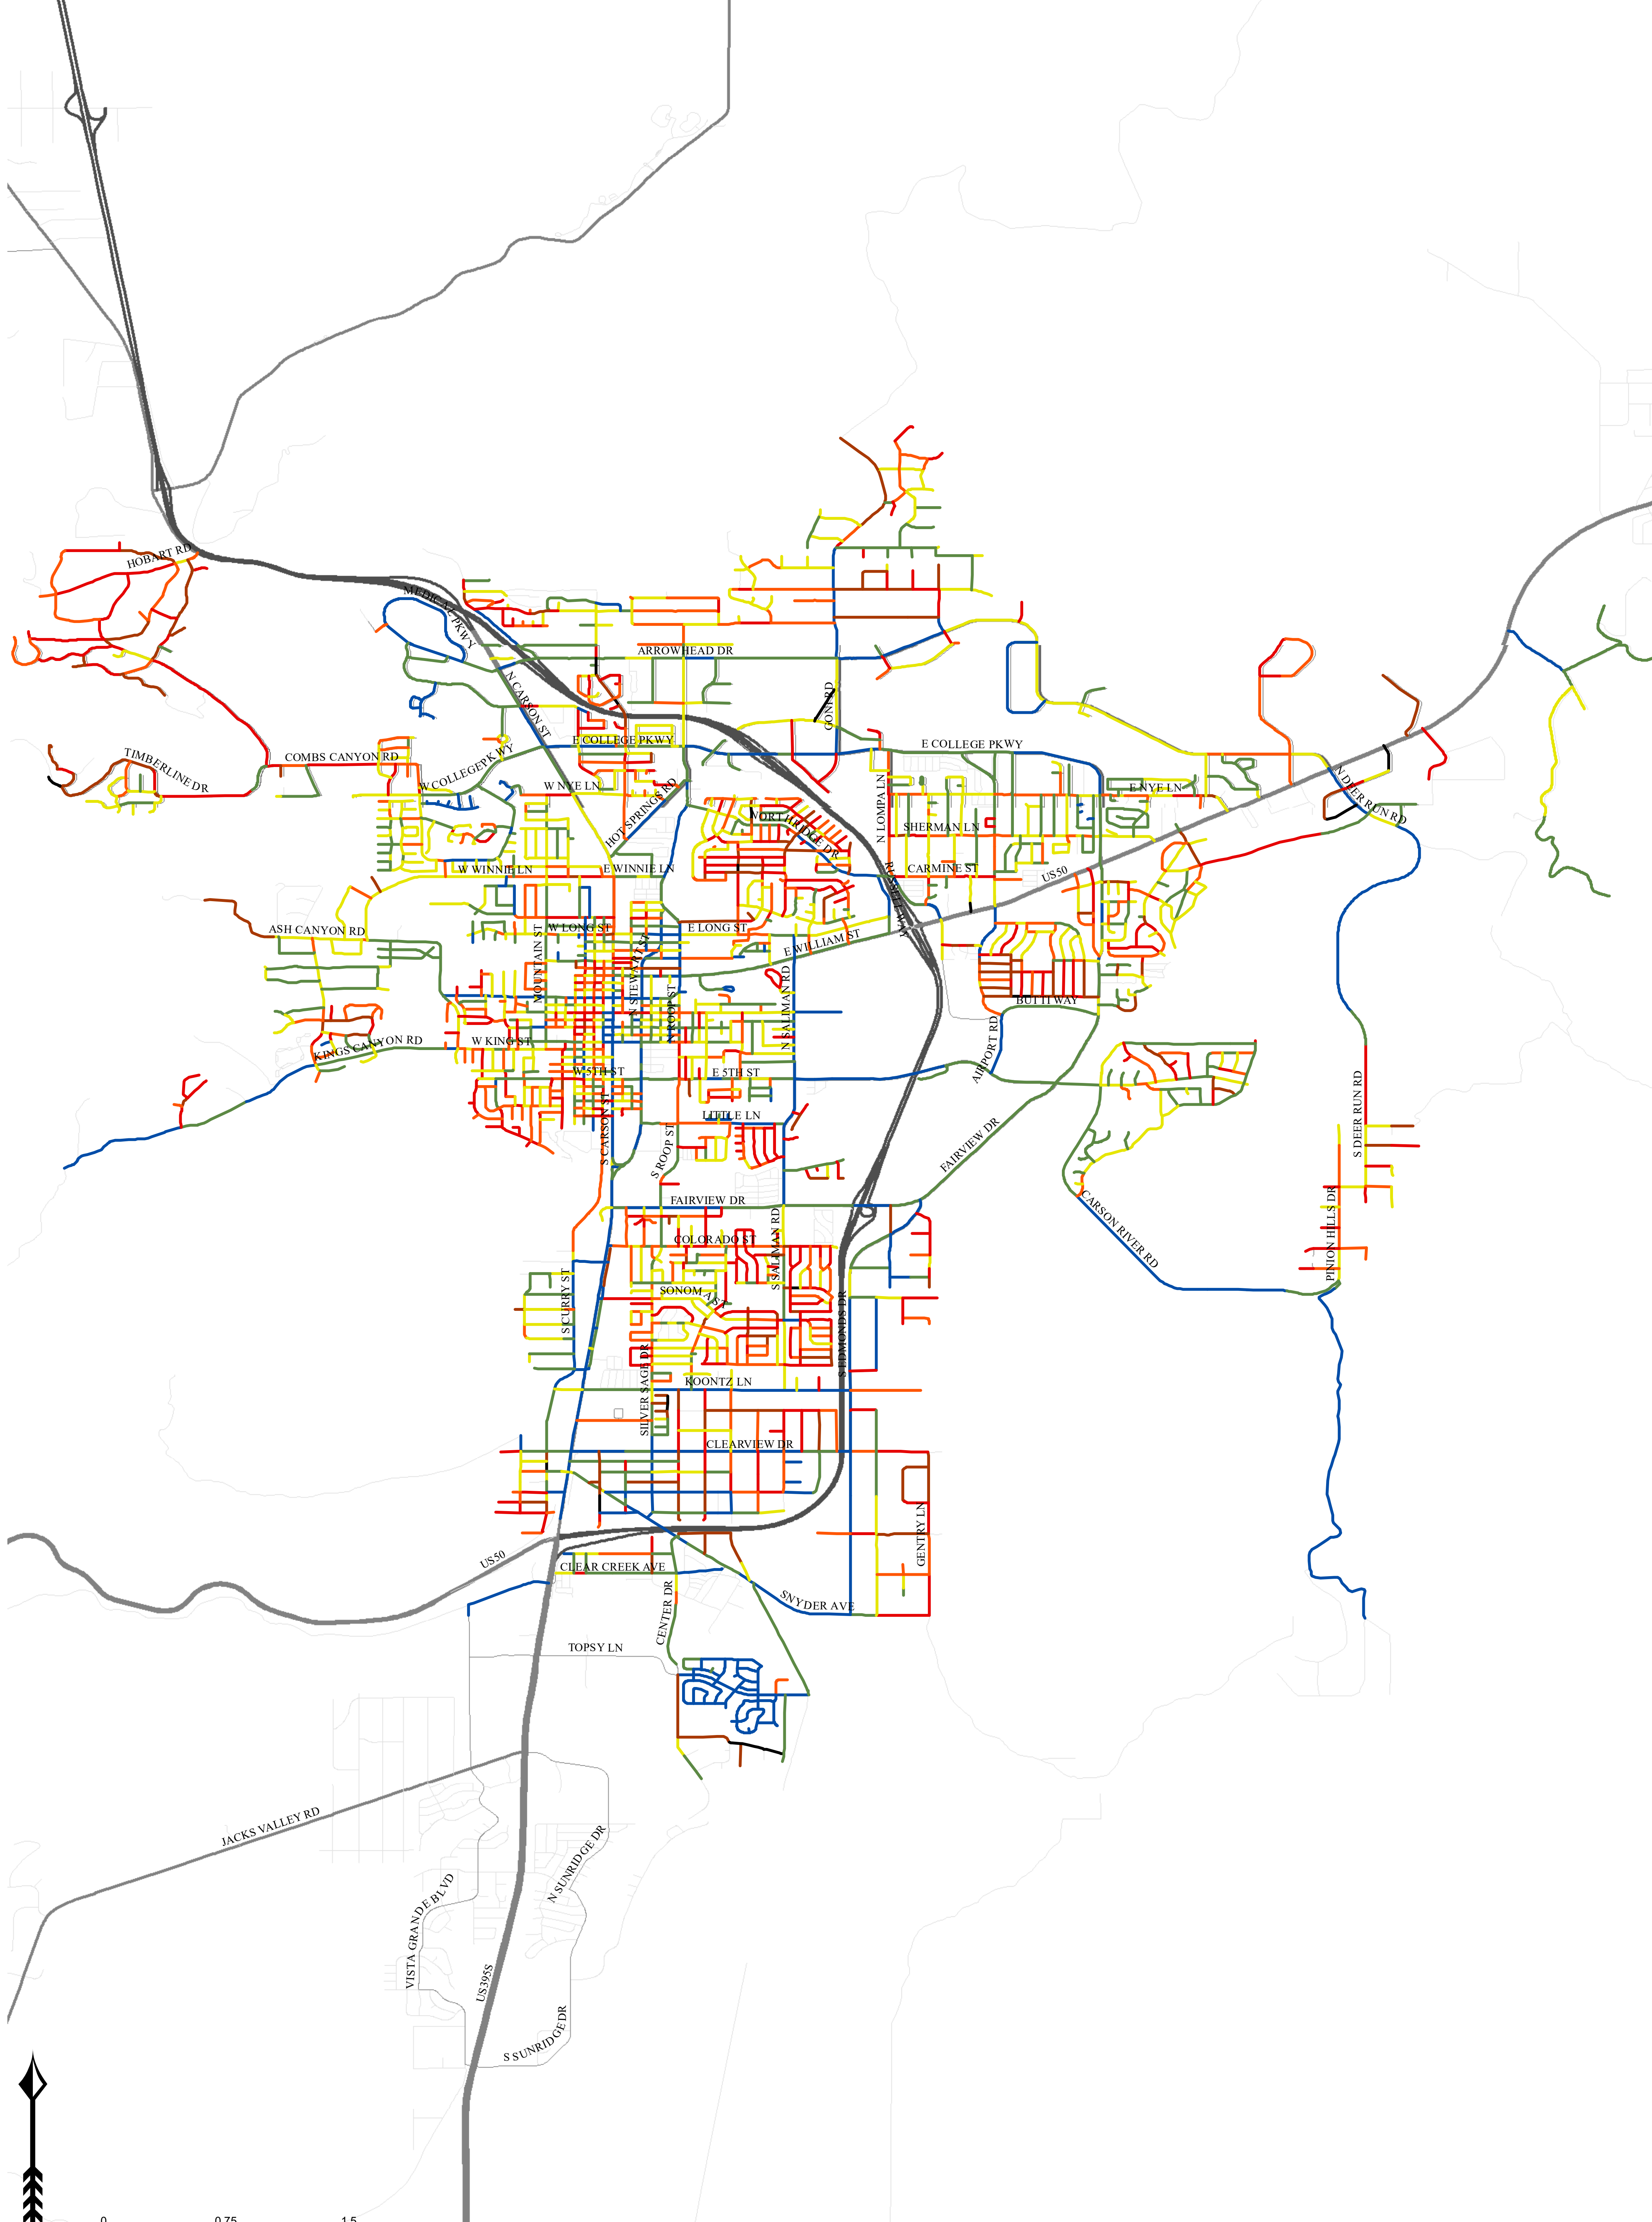 HOBART RD
MEDICAL PKWY
ARROWHEAD DR
N CARSON ST
GONI RD
TIMBERLINE DR
COMBS CANYON RD
W COLLEGE PKWY
E COLLEGE PKWY
E COLLEGE PKWY
W NYE LN
HOT SPRINGS RD
N LOMPA LN
E NYE LN
N DEER RUN RD
NORTHRIDGE DR
SHERMAN LN
W WINNIE LN
E WINNIE LN
RUSSELL WAY
CARMINE ST
US50
ASH CANYON RD
MOUNTAIN ST
W LONG ST
N STEWART ST
E LONG ST
E WILLIAM ST
N ROOP ST
N SALIMAN RD
BUTTI WAY
KINGS CANYON RD
W KING ST
AIRPORT RD
W 5TH ST
E 5TH ST
S CARSON ST
LITTLE LN
S ROOP ST
FAIRVIEW DR
S DEER RUN RD
FAIRVIEW DR
CARSON RIVER RD
PINION HILLS DR
COLORADO ST
S SALIMAN RD
S CURRY ST
SONOMA ST
S EDMONDS DR
SILVER SAGE DR
KOONTZ LN
CLEARVIEW DR
GENTRY LN
US50
CLEAR CREEK AVE
CENTER DR
SNYDER AVE
TOPSY LN
JACKS VALLEY RD
N SUNRIDGE DR
VISTA GRANDE BLVD
US395S
S SUNRIDGE DR
0 0.75 1.5